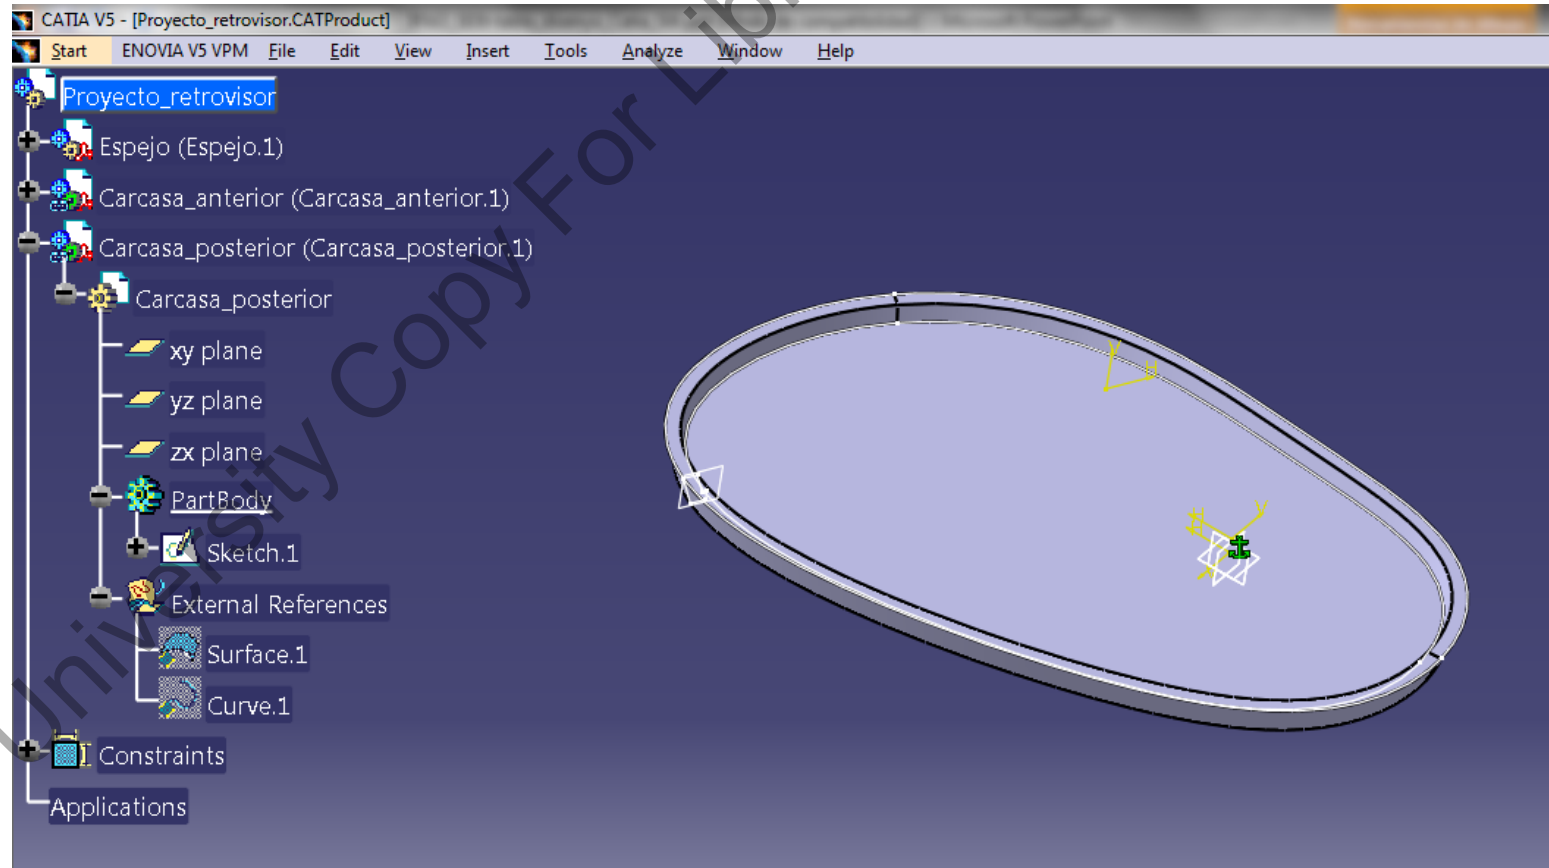 CATIA V5 - [Proyecto_retrovisor.CATProduct]
Start ENOVIA V5 VPM File Edit View Insert Tools Analyze Window Help
Proyecto_retrovisor
Espejo (Espejo.1)
Carcasa_anterior (Carcasa_anterior.1)
Carcasa_posterior (Carcasa_posterior.1)
Carcasa_posterior
xy plane
yz plane
zx plane
PartBody
Sketch.1
External References
Surface.1
Curve.1
Constraints
Applications
V
H
H
y
University Copy For